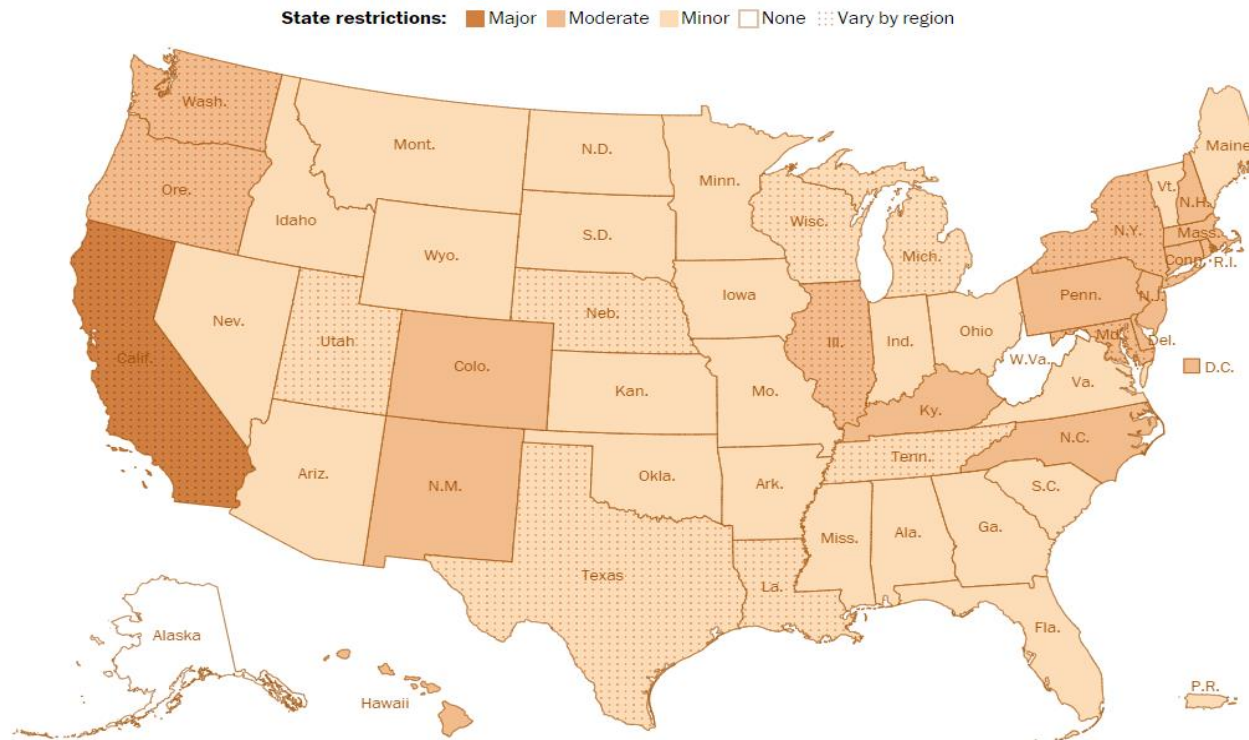 State restrictions: Major Moderate Minor None Vary by region
Wash.
Mont.
N.D.
Minn.
Maine
Ore.
Idaho
Wisc.
Vt.
N.H.
N.Y.
Mass.
S.D.
Wyo.
Mich.
Conn.
R.I.
Iowa
Penn.
N.J.
Neb.
Nev.
Utah
Ohio
Ill.
Ind.
Md.
Del.
Calif.
Colo.
W.Va.
D.C.
Kan.
Mo.
Va.
Ky.
N.C.
Tenn.
Ariz.
N.M.
Okla.
Ark.
S.C.
Miss.
Ala.
Ga.
Texas
La.
Alaska
Fla.
Hawaii
P.R.